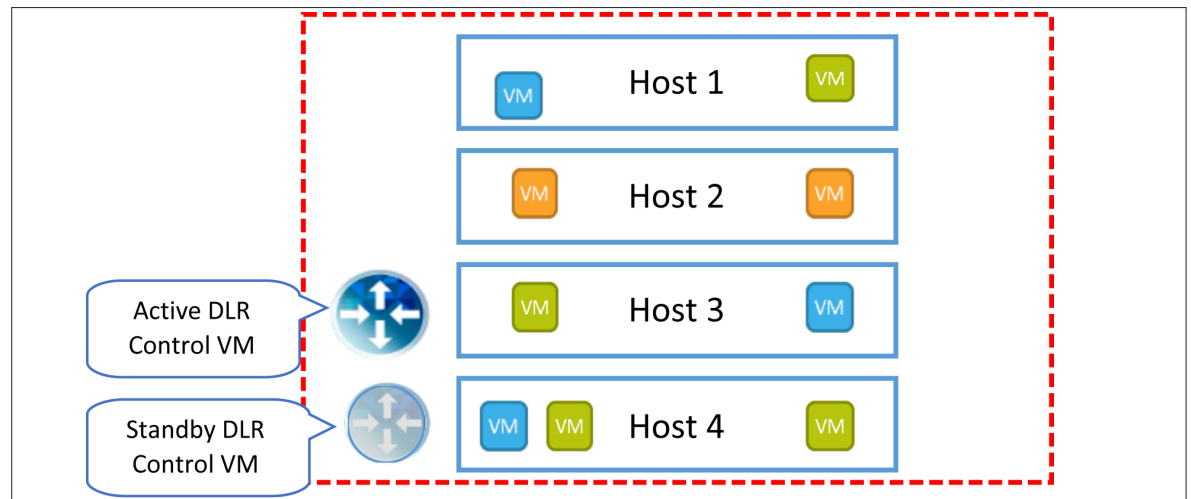 VM Host 1 VM
VM Host 2 VM
Active DLR
Control VM
VM Host 3 VM
Standby DLR
Control VM
VM VM Host 4 VM